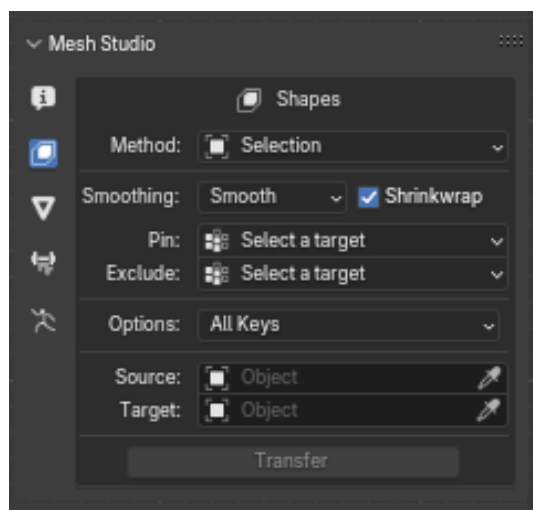 Mesh Studio
Shapes
Method: Selection
Smoothing: Smooth Shrinkwrap
Pin: Select a target
Exclude: Select a target
Options: All Keys
Source: Object
Target: Object
Transfer